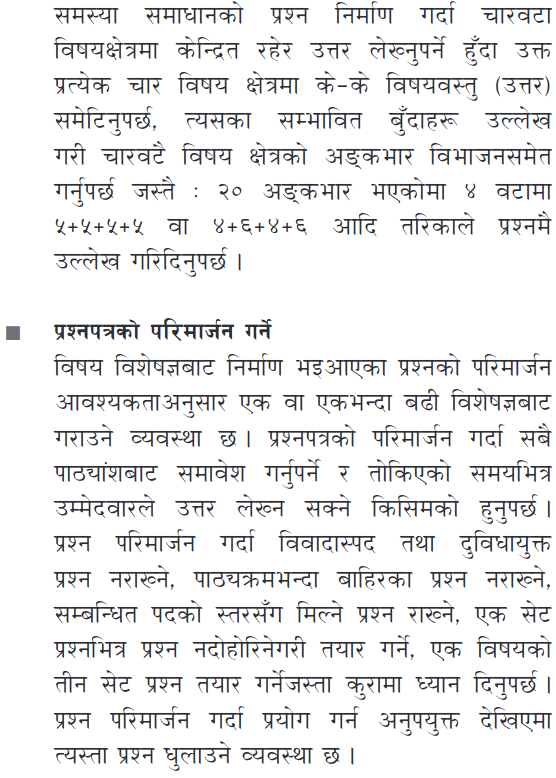 समस्या समाधानको प्रश्न निर्माण गर्दा चारवटा
विषयक्षेत्रमा केन्द्रित रहेर उत्तर लेख्नुपर्ने हुँदा उक्त
प्रत्येक चार विषय क्षेत्रमा के-के विषयवस्तु (उत्तर)
समेटिनुपर्छ, त्यसका सम्भावित बुँदाहरू उल्लेख
गरी चारवटै विषय क्षेत्रको अङ्कभार विभाजनसमेत
गर्नुपर्छ जस्तै : २० अङ्कभार भएकोमा ४ वटामा
५+५+५+५ वा ४+६+४+६ आदि तरिकाले प्रश्नमै
उल्लेख गरिदिनुपर्छ ।
■ प्रश्नपत्रको परिमार्जन गर्ने
विषय विशेषज्ञबाट निर्माण भइआएका प्रश्नको परिमार्जन
आवश्यकताअनुसार एक वा एकभन्दा बढी विशेषज्ञबाट
गराउने व्यवस्था छ । प्रश्नपत्रको परिमार्जन गर्दा सबै
पाठ्यांशबाट समावेश गर्नुपर्ने र तोकिएको समयभित्र
उम्मेदवारले उत्तर लेख्न सक्ने किसिमको हुनुपर्छ ।
प्रश्न परिमार्जन गर्दा विवादास्पद तथा दुविधायुक्त
प्रश्न नराख्ने, पाठ्यक्रमभन्दा बाहिरका प्रश्न नराख्ने,
सम्बन्धित पदको स्तरसँग मिल्ने प्रश्न राख्ने, एक सेट
प्रश्नभित्र प्रश्न नदोहोरिनेगरी तयार गर्ने, एक विषयको
तीन सेट प्रश्न तयार गर्नेजस्ता कुरामा ध्यान दिनुपर्छ ।
प्रश्न परिमार्जन गर्दा प्रयोग गर्न अनुपयुक्त देखिएमा
त्यस्ता प्रश्न धुलाउने व्यवस्था छ ।